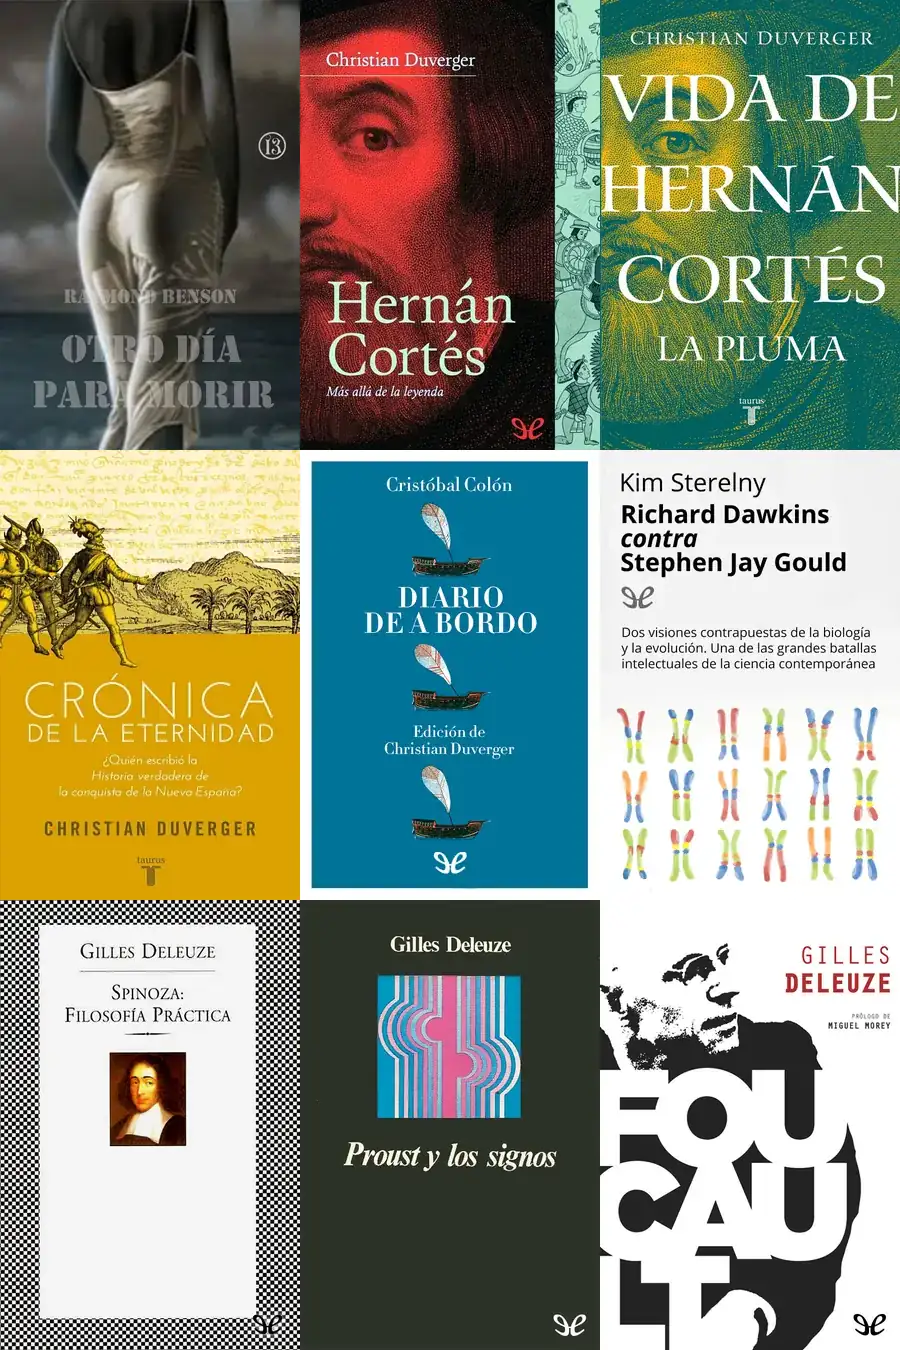 13
RAYMOND BENSON
OTRO DÍA
PARA MORIR
Christian Duverger
Hernán
Cortés
Más allá de la leyenda
CHRISTIAN DUVERGER
VIDA DE
HERNÁN
CORTÉS
LA PLUMA
taurus
T
CRÓNICA
DE LA ETERNIDAD
¿Quién escribió la
Historia verdadera de
la conquista de la Nueva España?
CHRISTIAN DUVERGER
taurus
T
Cristóbal Colón
DIARIO
DE A BORDO
Edición de
Christian Duverger
Kim Sterelny
Richard Dawkins
contra
Stephen Jay Gould
Dos visiones contrapuestas de la biología
y la evolución. Una de las grandes batallas
intelectuales de la ciencia contemporánea
GILLES DELEUZE
SPINOZA:
FILOSOFÍA PRÁCTICA
Gilles Deleuze
Proust y los signos
GILLES
DELEUZE
PRÓLOGO DE
MIGUEL MOREY
FOU
CAU
LT